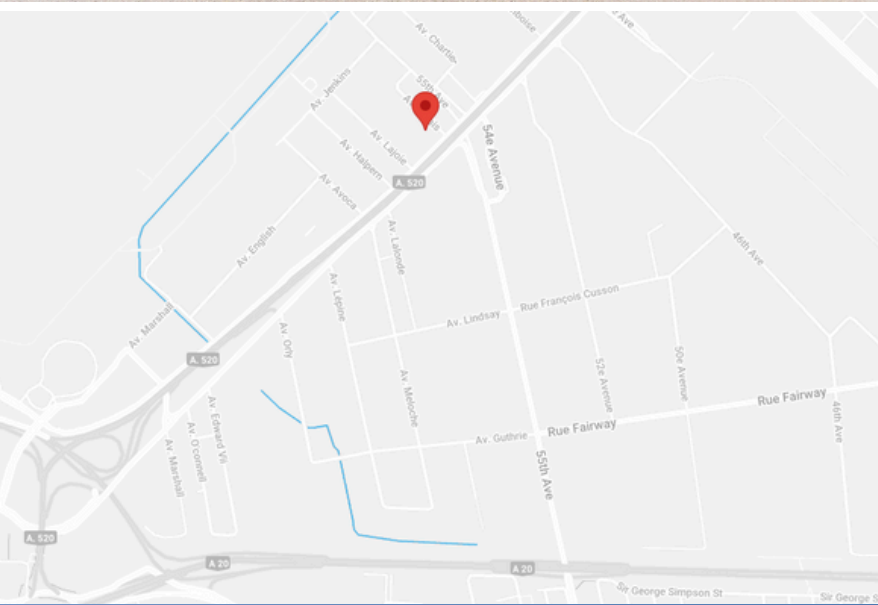 Av. Chartier
55th Ave
Av. Jenkins
Av. Lajoie
Av. Halpern
Av. Avoca
A. 520
54e Avenue
Av. English
Av. Lalonde
46th Ave
Av. Lépine
Rue François Cusson
Av. Lindsay
Av. Marshall
A. 520
Av. Orly
52e Avenue
50e Avenue
Av. Meloche
Rue Fairway
46th Ave
Av. Edward VII
Av. O'connell
Av. Marshall
Av. Guthrie
Rue Fairway
55th Ave
A. 520
A 20
A 20
Sir George Simpson St
Sir George S